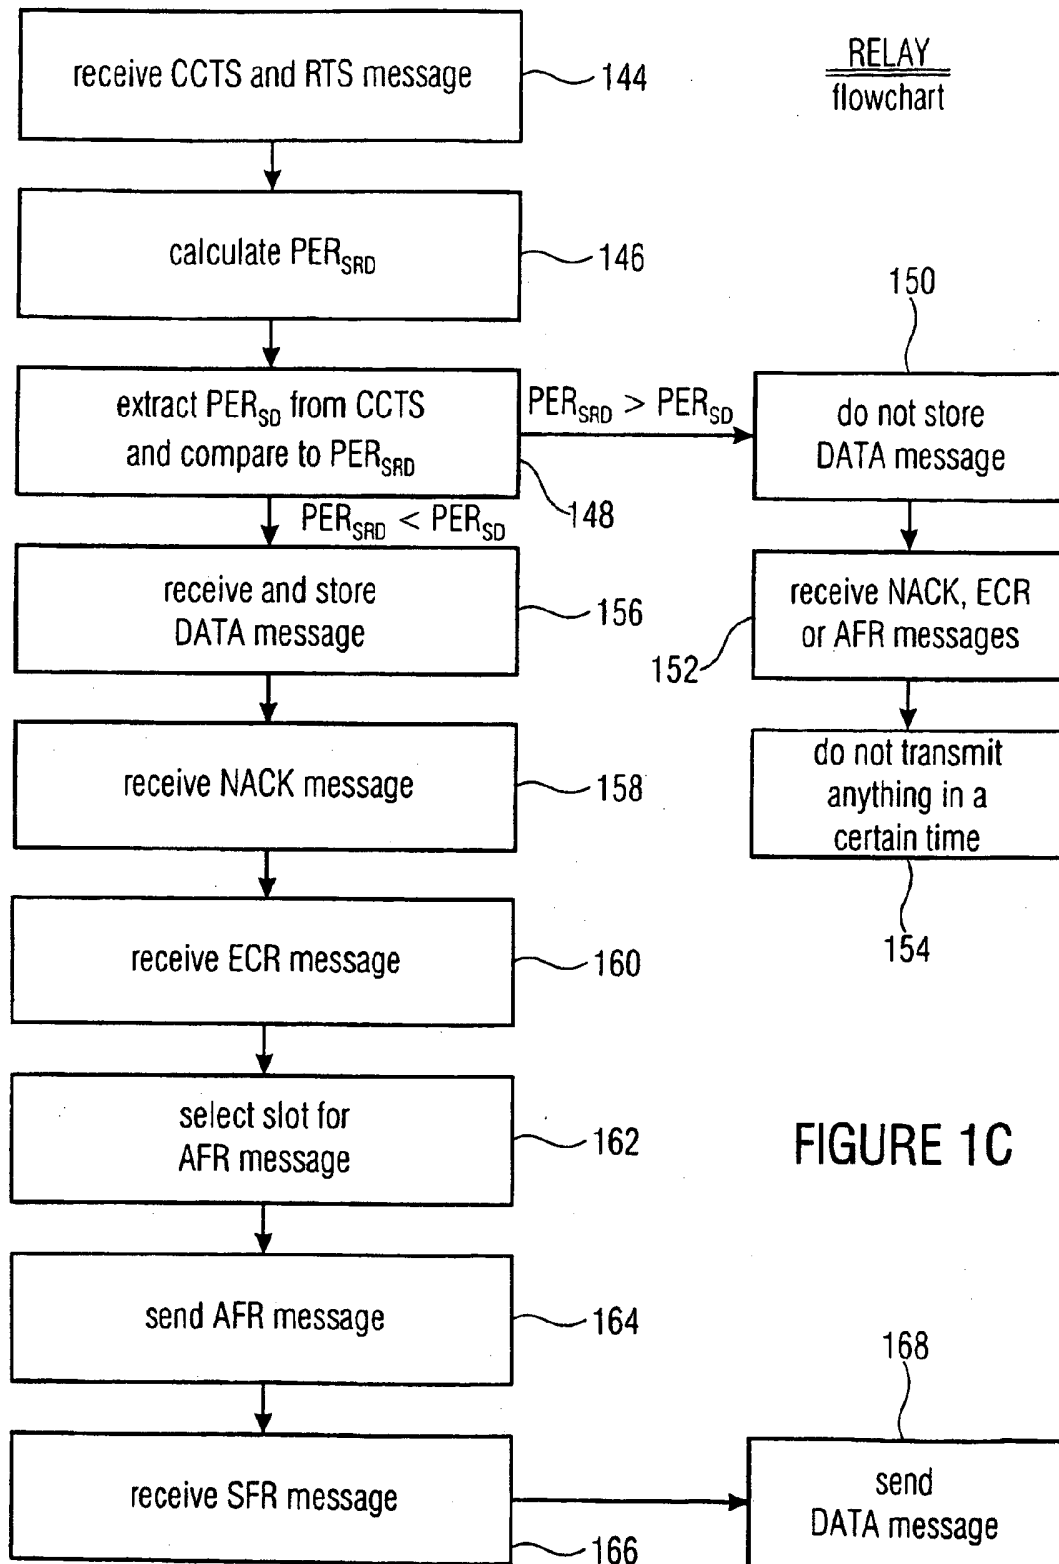 RELAY
flowchart
receive CCTS and RTS message
144
calculate PER_SRD
146
extract PER_SD from CCTS
and compare to PER_SRD
148
PER_SRD > PER_SD
150
do not store
DATA message
PER_SRD < PER_SD
receive and store
DATA message
156
receive NACK, ECR
or AFR messages
152
receive NACK message
158
do not transmit
anything in a
certain time
154
receive ECR message
160
select slot for
AFR message
162
FIGURE 1C
send AFR message
164
receive SFR message
166
168
send
DATA message